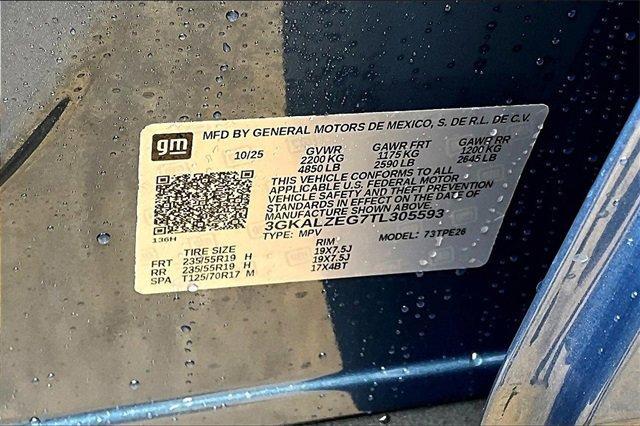 gm
MFD BY GENERAL MOTORS DE MEXICO, S. DE R.L. DE C.V.
10/25 GVWR GAWR FRT GAWR RR
2200 KG 1175 KG 1200 KG
4850 LB 2590 LB 2645 LB
THIS VEHICLE CONFORMS TO ALL
APPLICABLE U.S. FEDERAL MOTOR
VEHICLE SAFETY AND THEFT PREVENTION
STANDARDS IN EFFECT ON THE DATE OF
MANUFACTURE SHOWN ABOVE.
3GKALZEG7TL305593
136H
TYPE: MPV MODEL: 73TPE26
TIRE SIZE RIM
FRT 235/55R19 H 19X7.5J
RR 235/55R19 H 19X7.5J
SPA T125/70R17 M 17X4BT